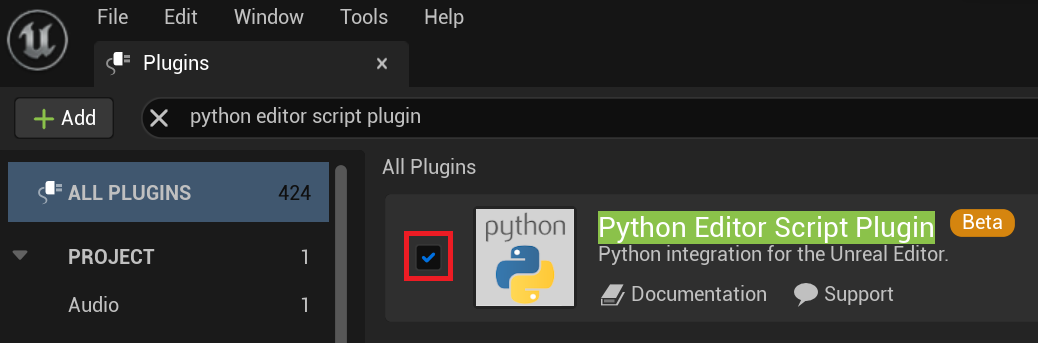 File Edit Window Tools Help
Plugins
Add
python editor script plugin
ALL PLUGINS 424
PROJECT 1
Audio 1
All Plugins
python
Python Editor Script Plugin Beta
Python integration for the Unreal Editor.
Documentation Support